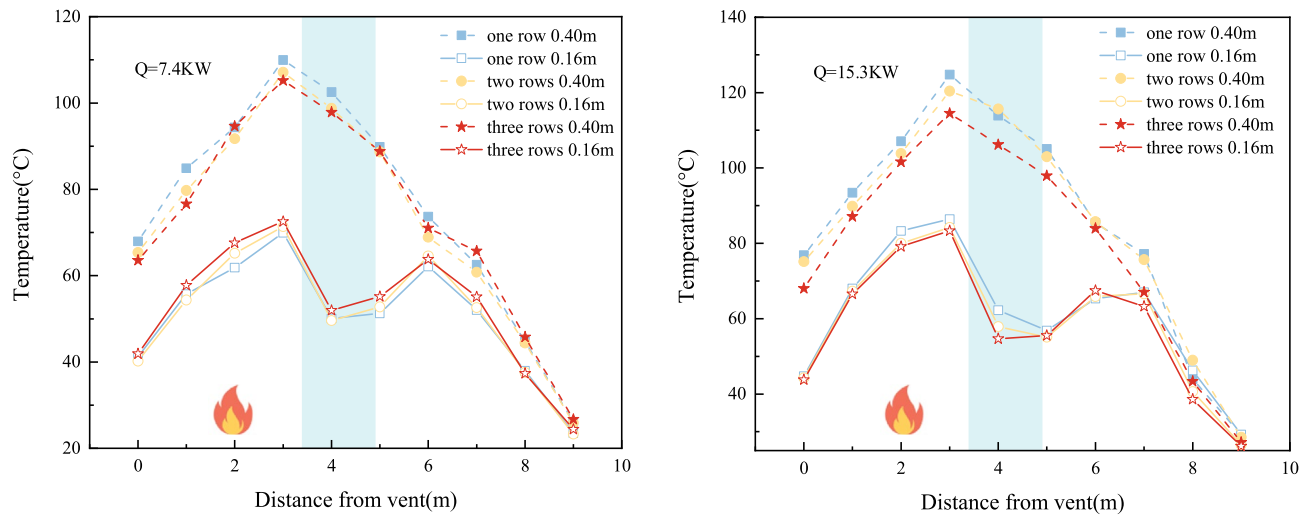 120
100
80
60
40
20
Temperature(°C)
Q=7.4KW
one row 0.40m
one row 0.16m
two rows 0.40m
two rows 0.16m
three rows 0.40m
three rows 0.16m
0
2
4
6
8
10
Distance from vent(m)
140
120
100
80
60
40
Temperature(°C)
Q=15.3KW
one row 0.40m
one row 0.16m
two rows 0.40m
two rows 0.16m
three rows 0.40m
three rows 0.16m
0
2
4
6
8
10
Distance from vent(m)